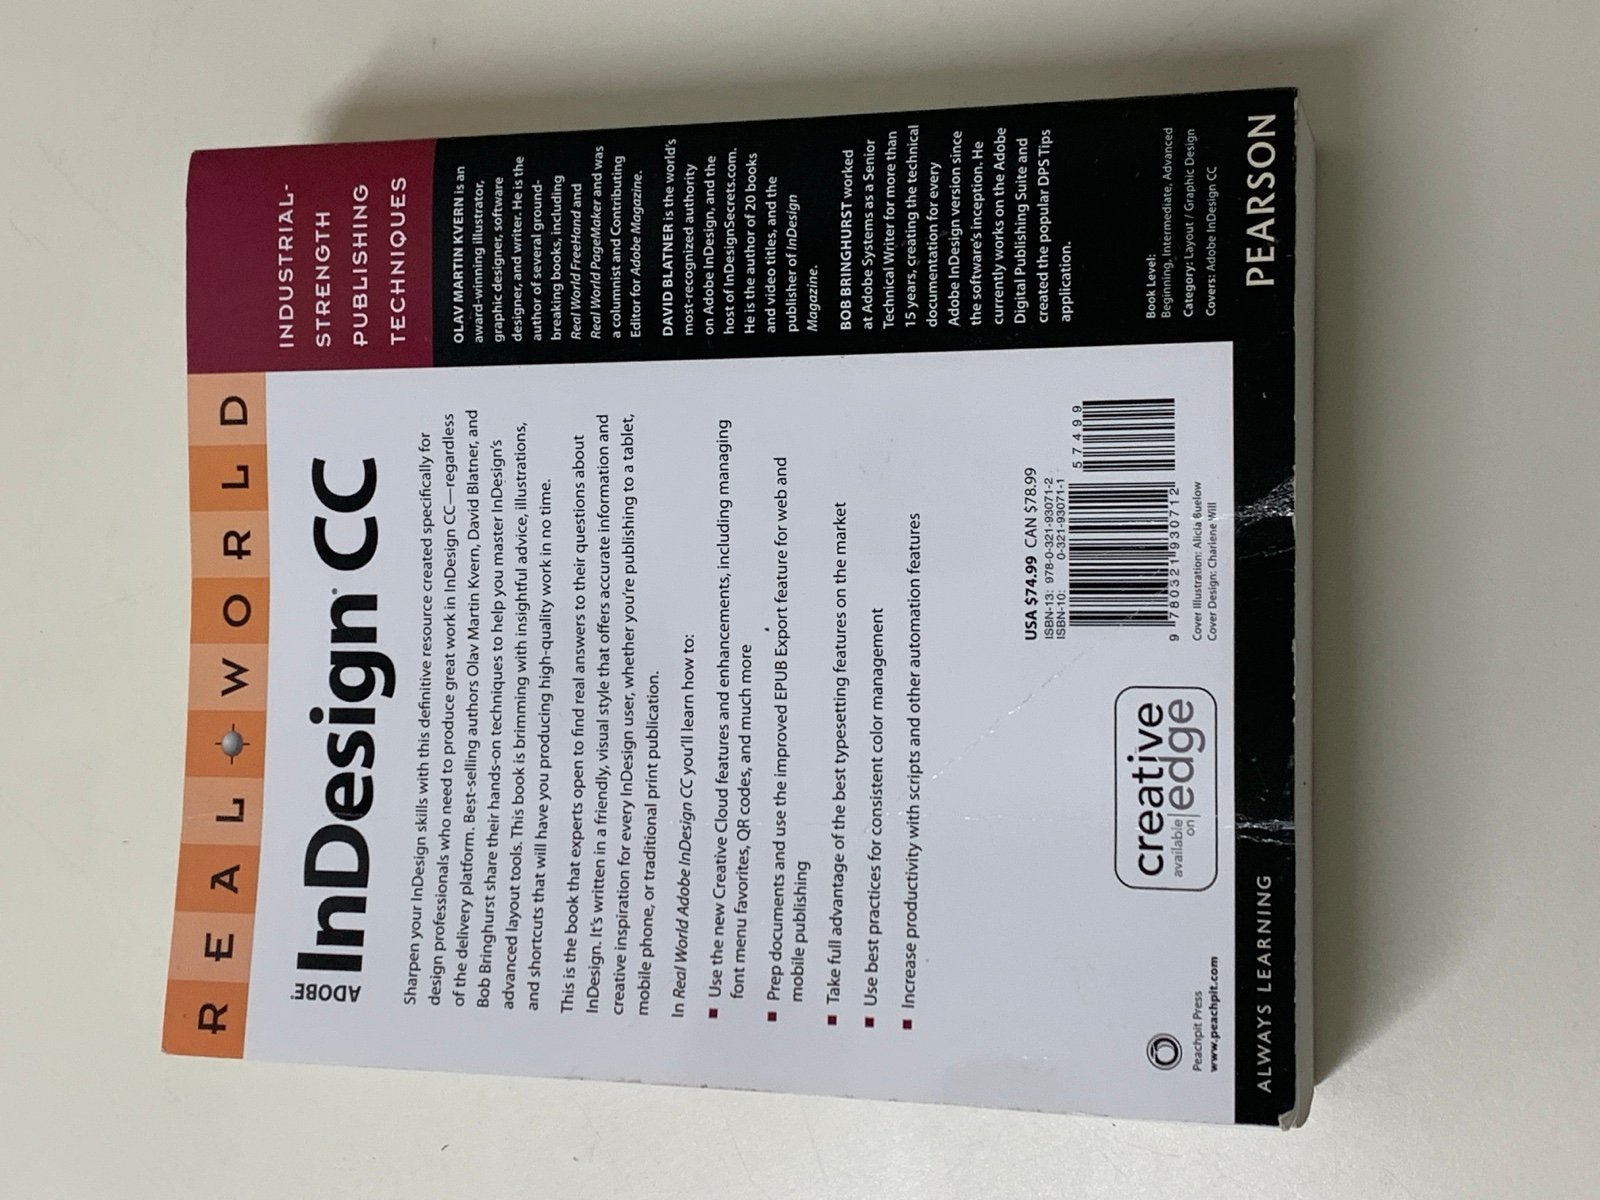 REAL WORLD
ADOBE®
InDesign® CC
INDUSTRIAL-
STRENGTH
PUBLISHING
TECHNIQUES
Sharpen your InDesign skills with this definitive resource created specifically for
design professionals who need to produce great work in InDesign CC—regardless
of the delivery platform. Best-selling authors Olav Martin Kvern, David Blatner, and
Bob Bringhurst share their hands-on techniques to help you master InDesign's
advanced layout tools. This book is brimming with insightful advice, illustrations,
and shortcuts that will have you producing high-quality work in no time.
This is the book that experts open to find real answers to their questions about
InDesign. It's written in a friendly, visual style that offers accurate information and
creative inspiration for every InDesign user, whether you're publishing to a tablet,
mobile phone, or traditional print publication.
In Real World Adobe InDesign CC you'll learn how to:
■ Use the new Creative Cloud features and enhancements, including managing
font menu favorites, QR codes, and much more
■ Prep documents and use the improved EPUB Export feature for web and
mobile publishing
■ Take full advantage of the best typesetting features on the market
■ Use best practices for consistent color management
■ Increase productivity with scripts and other automation features
OLAV MARTIN KVERN is an
award-winning illustrator,
graphic designer, software
designer, and writer. He is the
author of several ground-
breaking books, including
Real World FreeHand and
Real World PageMaker and was
a columnist and Contributing
Editor for Adobe Magazine.
DAVID BLATNER is the world's
most-recognized authority
on Adobe InDesign, and the
host of InDesignSecrets.com.
He is the author of 20 books
and video titles, and the
publisher of InDesign
Magazine.
BOB BRINGHURST worked
at Adobe Systems as a Senior
Technical Writer for more than
15 years, creating the technical
documentation for every
Adobe InDesign version since
the software's inception. He
currently works on the Adobe
Digital Publishing Suite and
created the popular DPS Tips
application.
Book Level:
Beginning, Intermediate, Advanced
Category: Layout / Graphic Design
Covers: Adobe InDesign CC
Peachpit Press
www.peachpit.com
creative
available on edge
USA $74.99 CAN $78.99
ISBN-13: 978-0-321-93071-2
ISBN-10: 0-321-93071-1
57499
9 780321 930712
Cover Illustration: Alicia Buelow
Cover Design: Charlene Will
ALWAYS LEARNING
PEARSON